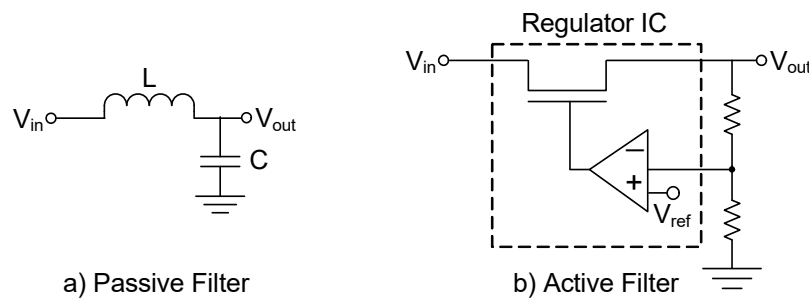 Regulator IC
L
V_in
V_out
C
V_in
V_out
−
+
V_ref
a) Passive Filter
b) Active Filter